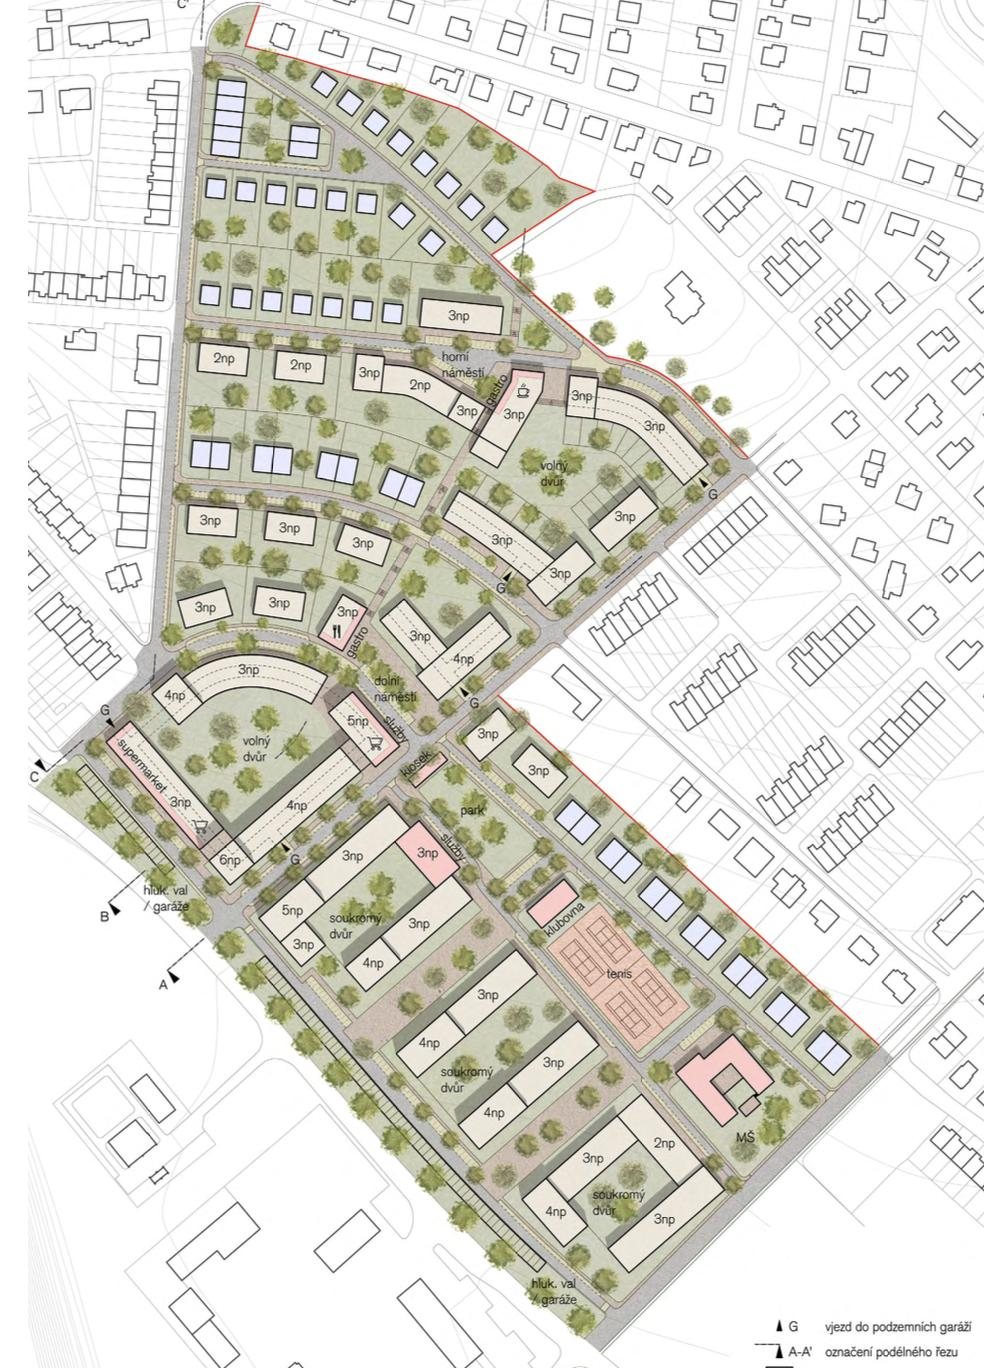 C'
3np
horní
náměstí
2np
2np
3np
2np
3np
gastro
3np
3np
3np
volný
dvůr
G
3np
3np
3np
3np
3np
3np
G
3np
3np
3np
gastro
3np
4np
3np
4np
dolní
náměstí
G
5np
služby
volný
dvůr
G
supermarket
3np
C
4np
6np
G
kiosek
3np
3np
park
služby
3np
3np
hluk. val
/ garáže
B
5np
soukromý
dvůr
3np
3np
4np
klubovna
tenis
A
3np
4np
3np
soukromý
dvůr
4np
MŠ
2np
3np
soukromý
dvůr
4np
3np
hluk. val
/ garáže
G vjezd do podzemních garáží
A-A' označení podélného řezu